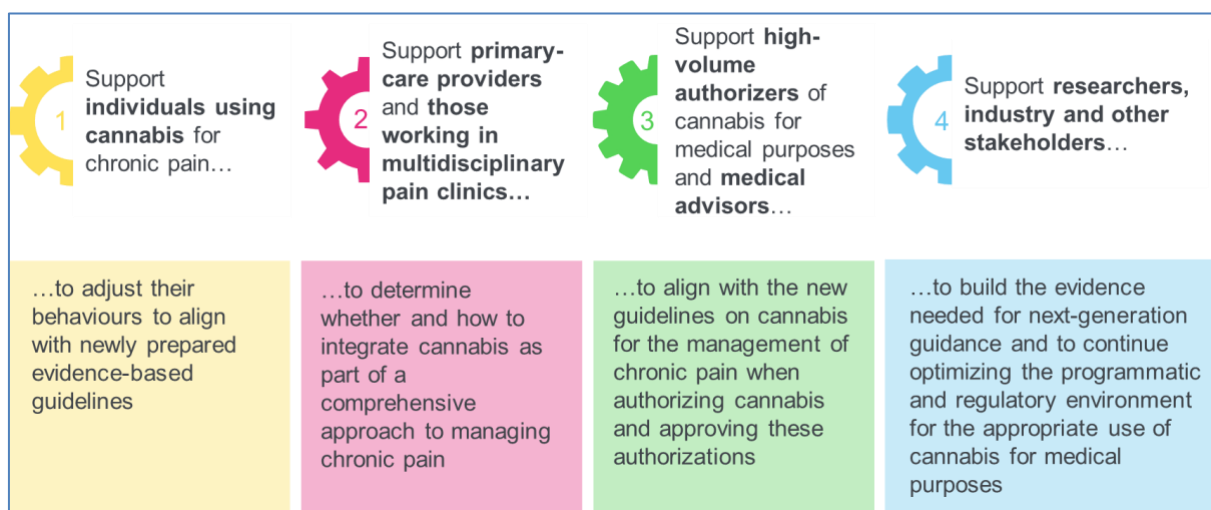 1
Support
individuals using
cannabis for
chronic pain…
2
Support primary-
care providers
and those
working in
multidisciplinary
pain clinics…
3
Support high-
volume
authorizers of
cannabis for
medical purposes
and medical
advisors…
4
Support researchers,
industry and other
stakeholders…
…to adjust their
behaviours to align
with newly prepared
evidence-based
guidelines
…to determine
whether and how to
integrate cannabis as
part of a
comprehensive
approach to managing
chronic pain
…to align with the new
guidelines on cannabis
for the management of
chronic pain when
authorizing cannabis
and approving these
authorizations
…to build the evidence
needed for next-generation
guidance and to continue
optimizing the programmatic
and regulatory environment
for the appropriate use of
cannabis for medical
purposes